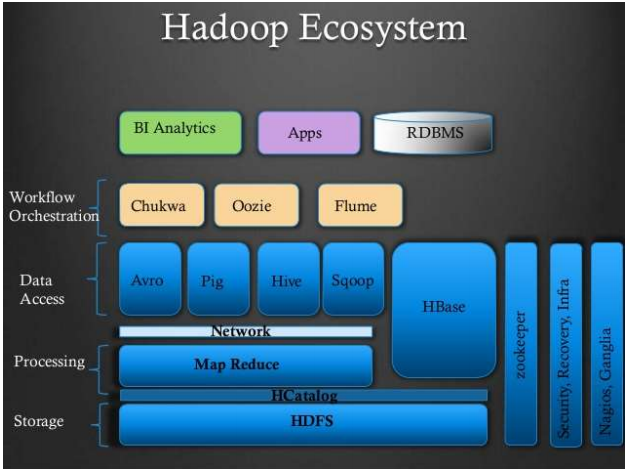 Hadoop Ecosystem
BI Analytics
Apps
RDBMS
Workflow
Orchestration
Chukwa
Oozie
Flume
Data
Access
Avro
Pig
Hive
Sqoop
HBase
zookeeper
Security, Recovery, Infra
Nagios, Ganglia
Network
Processing
Map Reduce
HCatalog
Storage
HDFS